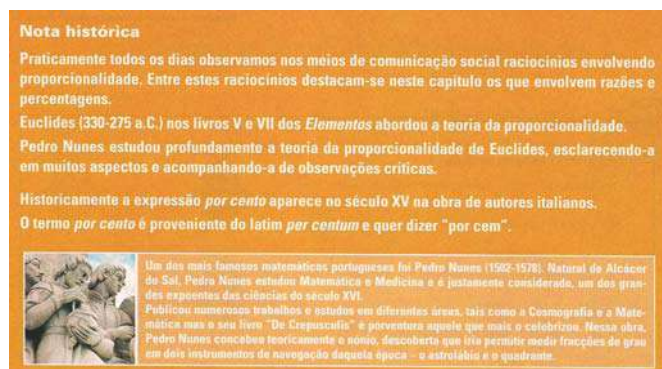 Nota histórica
Praticamente todos os dias observamos nos meios de comunicação social raciocínios envolvendo
proporcionalidade. Entre estes raciocínios destacam-se neste capítulo os que envolvem razões e
percentagens.
Euclides (330-275 a.C.) nos livros V e VII dos Elementos abordou a teoria da proporcionalidade.
Pedro Nunes estudou profundamente a teoria da proporcionalidade de Euclides, esclarecendo-a
em muitos aspectos e acompanhando-a de observações críticas.
Historicamente a expressão por cento aparece no século XV na obra de autores italianos.
O termo por cento é proveniente do latim per centum e quer dizer "por cem".
Um dos mais famosos matemáticos portugueses foi Pedro Nunes (1502-1578). Natural de Alcácer
do Sal, Pedro Nunes estudou Matemática e Medicina e é justamente considerado, um dos gran-
des expoentes das ciências do século XVI.
Publicou numerosos trabalhos e estudos em diferentes áreas, tais como a Cosmografia e a Mate-
mática mas o seu livro "De Crepusculis" é porventura aquele que mais o celebrizou. Nessa obra,
Pedro Nunes concebeu teoricamente o nónio, descoberta que iria permitir medir fracções de grau
em dois instrumentos de navegação daquela época – o astrolábio e o quadrante.